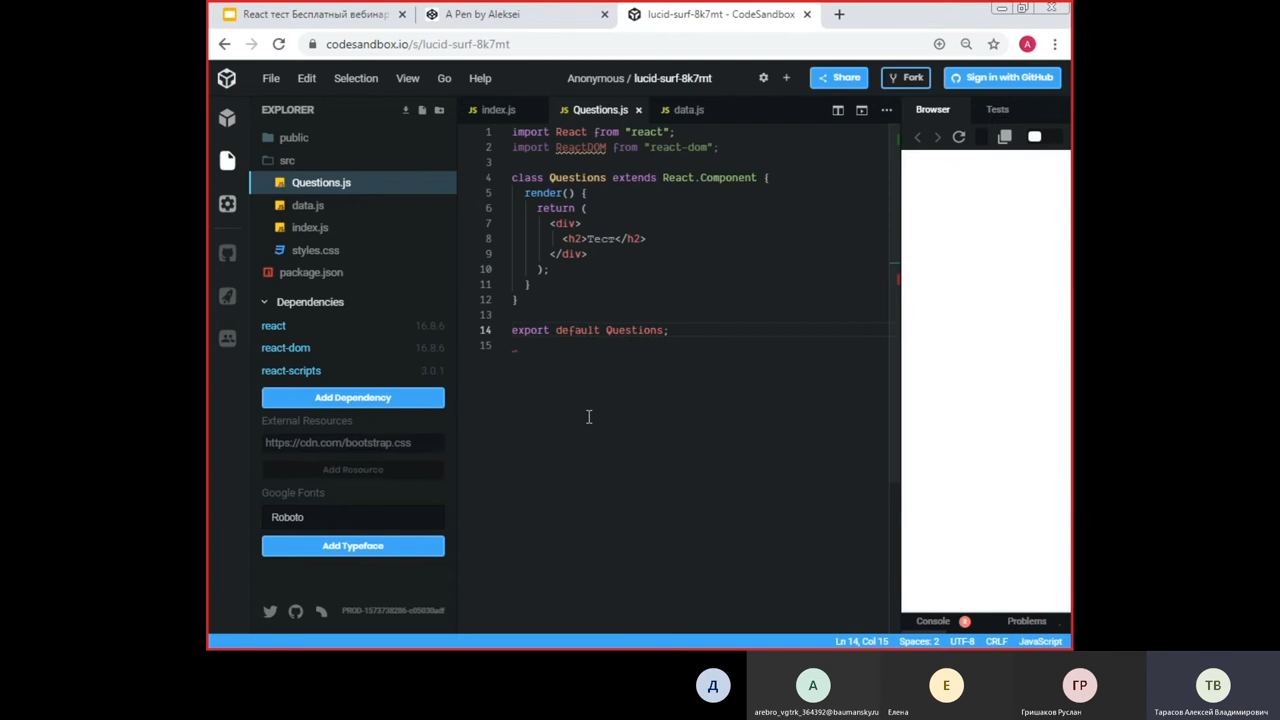 React тест Бесплатный вебинар
A Pen by Aleksei
lucid-surf-8k7mt - CodeSandbox
codesandbox.io/s/lucid-surf-8k7mt
A
File Edit Selection View Go Help
Anonymous / lucid-surf-8k7mt
Share
Fork
Sign in with GitHub
EXPLORER
JS index.js
JS Questions.js
JS data.js
Browser
Tests
public
src
Questions.js
data.js
index.js
styles.css
package.json
Dependencies
react 16.8.6
react-dom 16.8.6
react-scripts 3.0.1
Add Dependency
External Resources
https://cdn.com/bootstrap.css
Add Resource
Google Fonts
Roboto
Add Typeface
1 import React from "react";
2 import ReactDOM from "react-dom";
3
4 class Questions extends React.Component {
5 render() {
6 return (
7 <div>
8 <h2>Тест</h2>
9 </div>
10 );
11 }
12 }
13
14 export default Questions;
15
Console
Problems
Ln 14, Col 15 Spaces: 2 UTF-8 CRLF JavaScript
Д
А
Е
ГР
ТВ
arebro_vgtrk_364392@baumansky.ru
Елена
Гришаков Руслан
Тарасов Алексей Владимирович